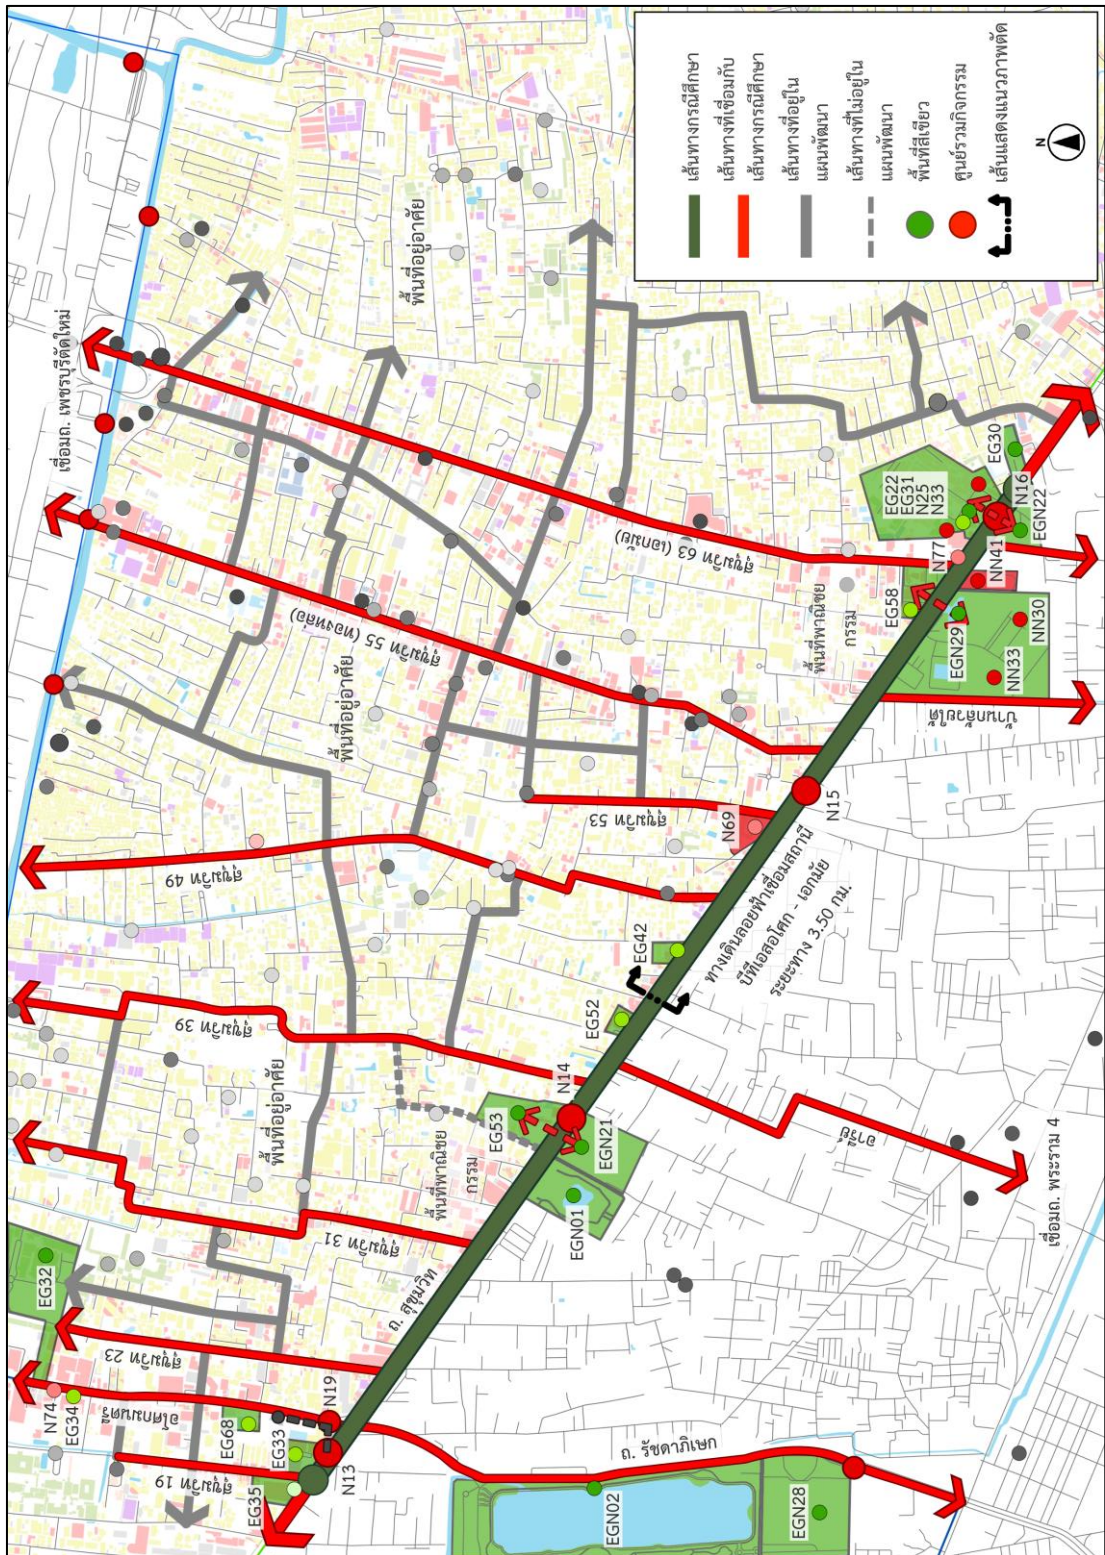 เส้นทางกรณีศึกษา
เส้นทางที่เชื่อมกับ
เส้นทางกรณีศึกษา
เส้นทางที่อยู่ใน
แผนพัฒนา
เส้นทางที่ไม่อยู่ใน
แผนพัฒนา
พื้นที่สีเขียว
ศูนย์รวมกิจกรรม
เส้นแสดงแนวภาพตัด
N
เชื่อมถ. เพชรบุรีตัดใหม่
พื้นที่อยู่อาศัย
พื้นที่อยู่อาศัย
พื้นที่อยู่อาศัย
พื้นที่พาณิชย
กรรม
พื้นที่พาณิชย
กรรม
สุขุมวิท 63 (เอกมัย)
สุขุมวิท 55 (ทองหล่อ)
สุขุมวิท 53
สุขุมวิท 49
สุขุมวิท 39
สุขุมวิท 31
สุขุมวิท 23
อโศกมนตรี
สุขุมวิท 19
ถ. สุขุมวิท
ถ. รัชดาภิเษก
ทางเดินลอยฟ้าเชื่อมสถานี
บีทีเอสอโศก - เอกมัย
ระยะทาง 3.50 กม.
อารีย์
บ้านกล้วยใต้
เชื่อมถ. พระราม 4
EG32
N74
EG34
EG68
EG33
EG35
N19
N13
EGN02
EGN28
EG53
N14
EGN21
EGN01
EG52
EG42
N69
N15
EG58
EGN29
NN33
NN30
N77
NN41
EG22
EG31
N25
N33
N16
EGN22
EG30